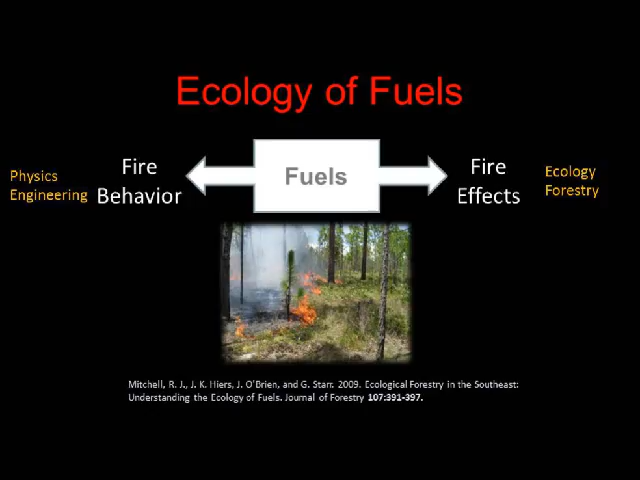 Ecology of Fuels
Physics
Engineering
Fire
Behavior
Fuels
Fire
Effects
Ecology
Forestry
Mitchell, R. J., J. K. Hiers, J. O'Brien, and G. Starr. 2009. Ecological Forestry in the Southeast:
Understanding the Ecology of Fuels. Journal of Forestry 107:391-397.